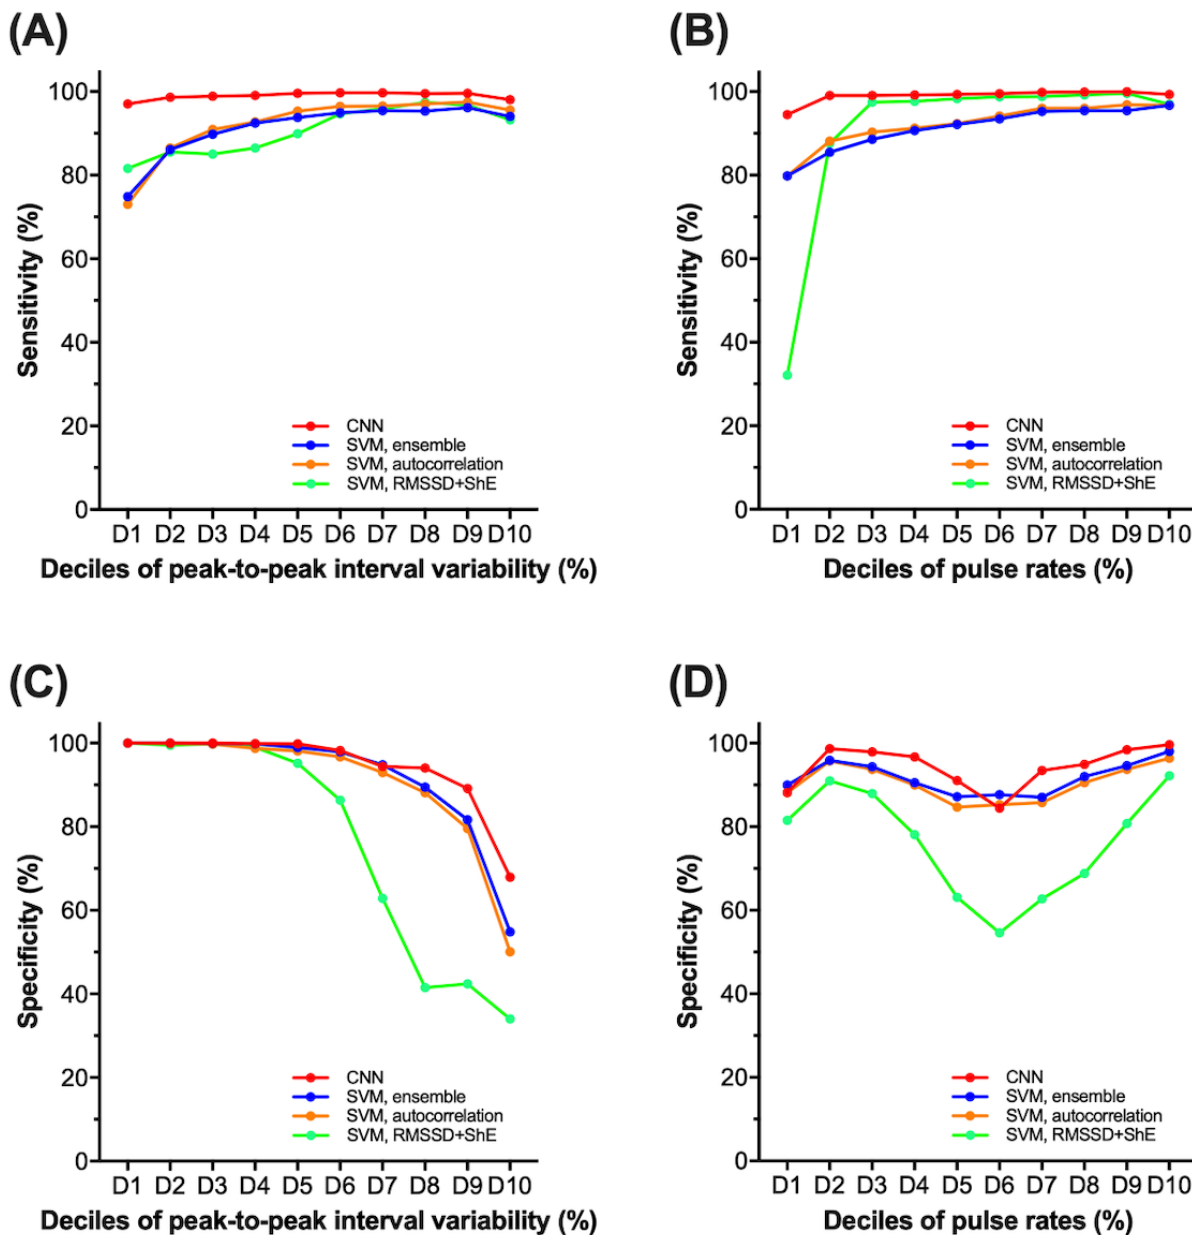 (A)
100
80
60
40
20
0
Sensitivity (%)
CNN
SVM, ensemble
SVM, autocorrelation
SVM, RMSSD+ShE
D1 D2 D3 D4 D5 D6 D7 D8 D9 D10
Deciles of peak-to-peak interval variability (%)
(B)
100
80
60
40
20
0
Sensitivity (%)
CNN
SVM, ensemble
SVM, autocorrelation
SVM, RMSSD+ShE
D1 D2 D3 D4 D5 D6 D7 D8 D9 D10
Deciles of pulse rates (%)
(C)
100
80
60
40
20
0
Specificity (%)
CNN
SVM, ensemble
SVM, autocorrelation
SVM, RMSSD+ShE
D1 D2 D3 D4 D5 D6 D7 D8 D9 D10
Deciles of peak-to-peak interval variability (%)
(D)
100
80
60
40
20
0
Specificity (%)
CNN
SVM, ensemble
SVM, autocorrelation
SVM, RMSSD+ShE
D1 D2 D3 D4 D5 D6 D7 D8 D9 D10
Deciles of pulse rates (%)